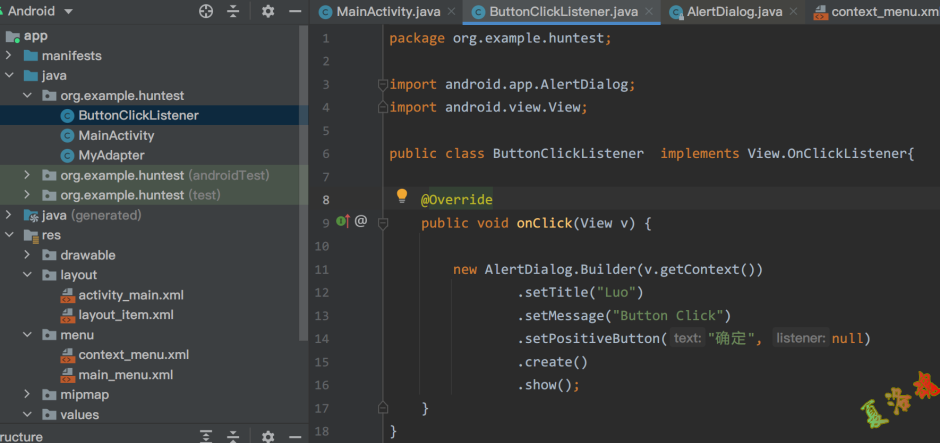 Android
MainActivity.java
ButtonClickListener.java
AlertDialog.java
context_menu.xm
app
manifests
java
org.example.huntest
ButtonClickListener
MainActivity
MyAdapter
org.example.huntest (androidTest)
org.example.huntest (test)
java (generated)
res
drawable
layout
activity_main.xml
layout_item.xml
menu
context_menu.xml
main_menu.xml
mipmap
values
ructure
1 package org.example.huntest;
2
3 import android.app.AlertDialog;
4 import android.view.View;
5
6 public class ButtonClickListener  implements View.OnClickListener{
7
8 @Override
9 @ public void onClick(View v) {
10
11 new AlertDialog.Builder(v.getContext())
12 .setTitle("Luo")
13 .setMessage("Button Click")
14 .setPositiveButton( text: "确定", listener: null)
15 .create()
16 .show();
17 }
18 }